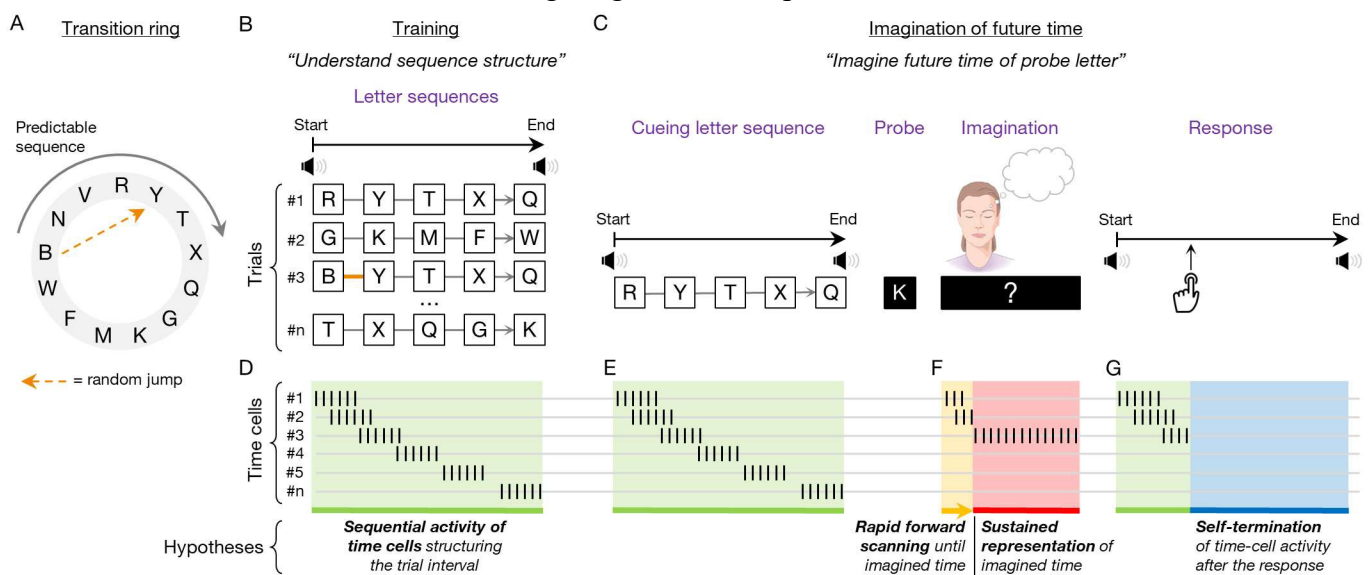 A
Transition ring
Predictable
sequence
R
Y
T
X
Q
G
K
M
F
W
B
N
V
= random jump
B
Training
“Understand sequence structure”
Letter sequences
Start End
Trials
#1 R Y T X Q
#2 G K M F W
#3 B Y T X Q
...
#n T X Q G K
C
Imagination of future time
“Imagine future time of probe letter”
Cueing letter sequence Probe Imagination Response
Start End
R Y T X Q
K
?
Start End
D E F G
Time cells
#1
#2
#3
#4
#5
#n
Hypotheses
Sequential activity of
time cells structuring
the trial interval
Rapid forward
scanning until
imagined time
Sustained
representation of
imagined time
Self-termination
of time-cell activity
after the response